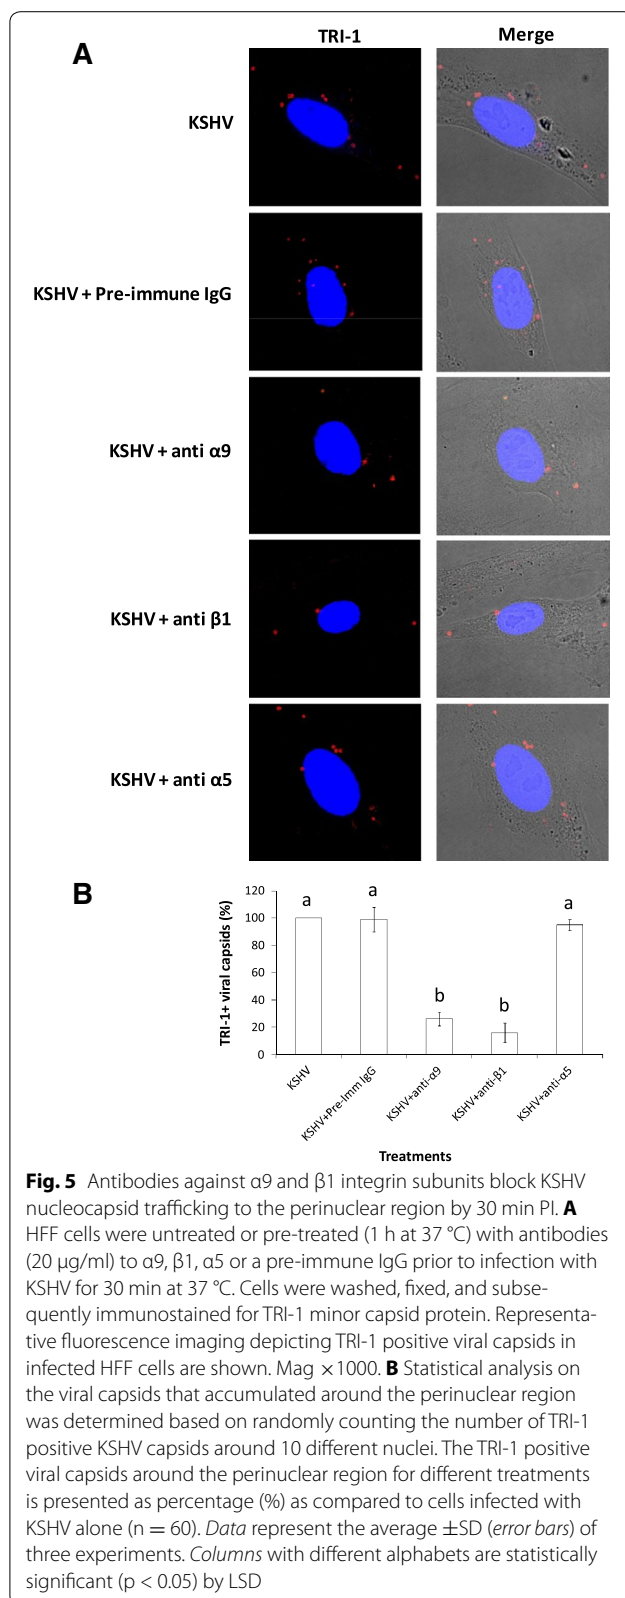 A
TRI-1
Merge
KSHV
KSHV + Pre-immune IgG
KSHV + anti α9
KSHV + anti β1
KSHV + anti α5
B
TRI-1+ viral capsids (%)
120
100
80
60
40
20
0
a
a
b
b
a
KSHV
KSHV+Pre-Imm IgG
KSHV+anti-α9
KSHV+anti-β1
KSHV+anti-α5
Treatments
Fig. 5 Antibodies against α9 and β1 integrin subunits block KSHV
nucleocapsid trafficking to the perinuclear region by 30 min PI. A
HFF cells were untreated or pre-treated (1 h at 37 °C) with antibodies
(20 μg/ml) to α9, β1, α5 or a pre-immune IgG prior to infection with
KSHV for 30 min at 37 °C. Cells were washed, fixed, and subse-
quently immunostained for TRI-1 minor capsid protein. Representa-
tive fluorescence imaging depicting TRI-1 positive viral capsids in
infected HFF cells are shown. Mag ×1000. B Statistical analysis on
the viral capsids that accumulated around the perinuclear region
was determined based on randomly counting the number of TRI-1
positive KSHV capsids around 10 different nuclei. The TRI-1 positive
viral capsids around the perinuclear region for different treatments
is presented as percentage (%) as compared to cells infected with
KSHV alone (n = 60). Data represent the average ±SD (error bars) of
three experiments. Columns with different alphabets are statistically
significant (p < 0.05) by LSD